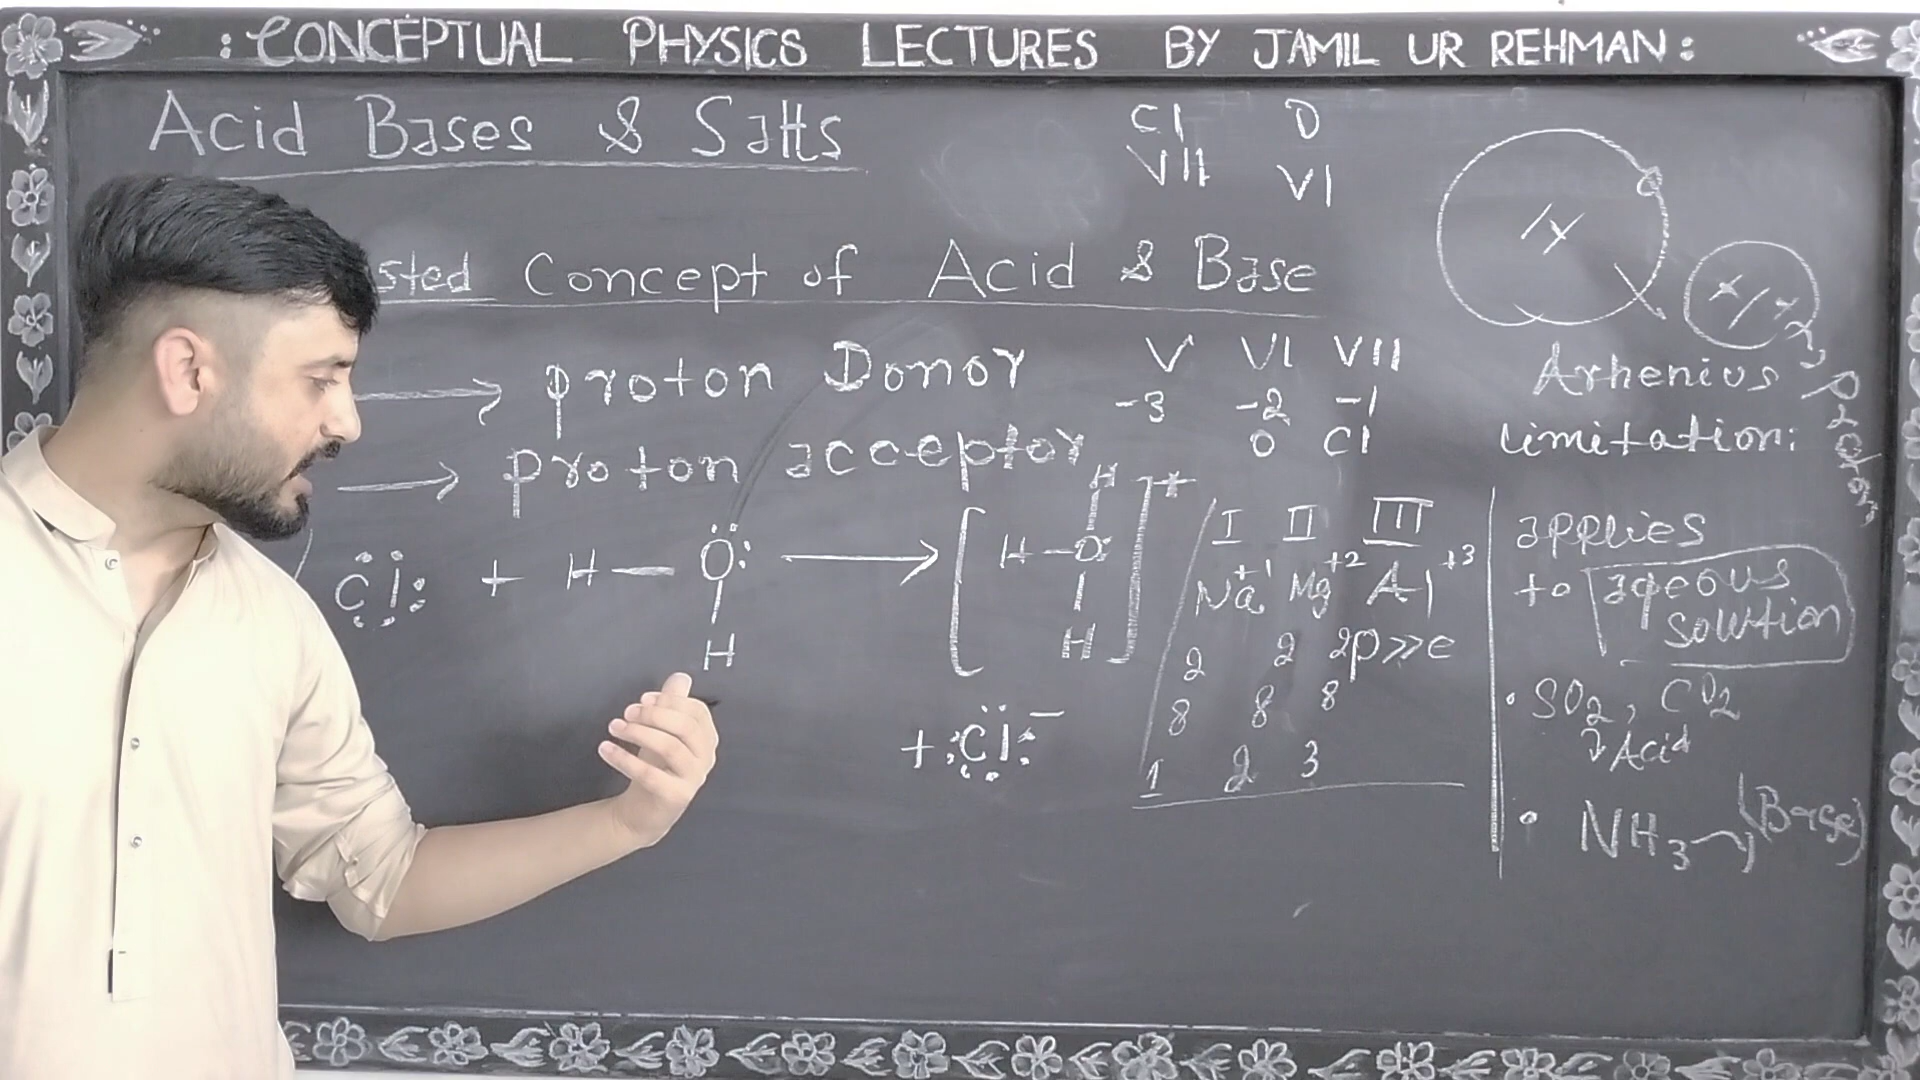 : CONCEPTUAL PHYSICS LECTURES BY JAMIL UR REHMAN :
Acid Bases & Salts
Cl O
VII VI
sted Concept of Acid & Base
→ proton Donor
→ proton acceptor
Cl + H — O → [H—O H H]+
H
+ Cl −
V VI VII
-3 -2 -1
O Cl
I II III
Na+1 Mg+2 Al+3
2 2 2 p>>e
8 8 8
1 2 3
Arhenius
limitation:
applies
to aqeous
solution
• SO2, CO2
Acid
• NH3 (Base)